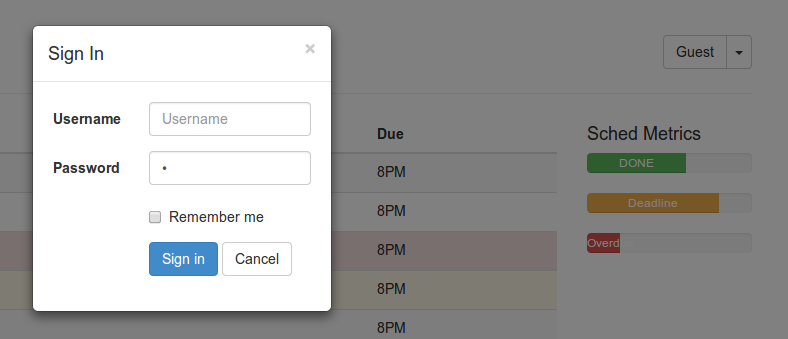 Sign In ×
Guest
Username Username
Password •
Remember me
Sign in Cancel
Due
8PM
8PM
8PM
8PM
8PM
Sched Metrics
DONE
Deadline
Overd